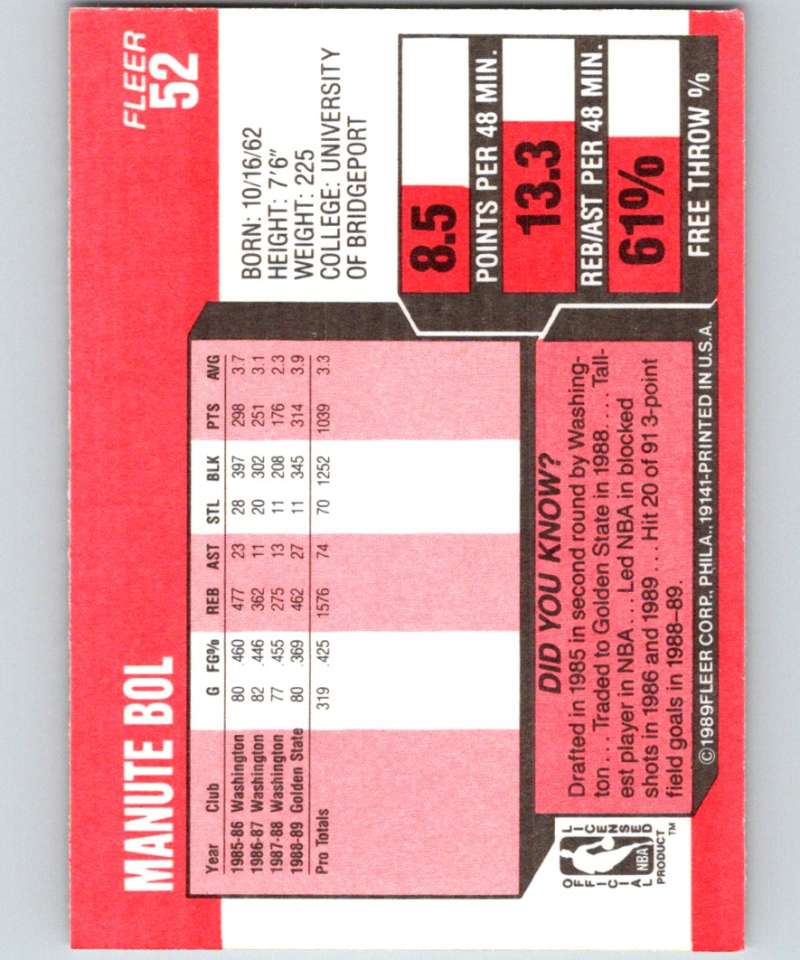 MANUTE BOL
FLEER
52
Year Club G FG% REB AST STL BLK PTS AVG
1985-86 Washington 80 .460 477 23 28 397 298 3.7
1986-87 Washington 82 .446 362 11 20 302 251 3.1
1987-88 Washington 77 .455 275 13 11 208 176 2.3
1988-89 Golden State 80 .369 462 27 11 345 314 3.9
Pro Totals 319 .425 1576 74 70 1252 1039 3.3
BORN: 10/16/62
HEIGHT: 7'6"
WEIGHT: 225
COLLEGE: UNIVERSITY
OF BRIDGEPORT
8.5
POINTS PER 48 MIN.
13.3
REB/AST PER 48 MIN.
61%
FREE THROW %
DID YOU KNOW?
Drafted in 1985 in second round by Washing-
ton . . . Traded to Golden State in 1988. . . . Tall-
est player in NBA . . . Led NBA in blocked
shots in 1986 and 1989 . . . Hit 20 of 91 3-point
field goals in 1988–89.
OFFICIAL LICENSED
NBA
PRODUCT™
©1989 FLEER CORP., PHILA., 19141-PRINTED IN U.S.A.